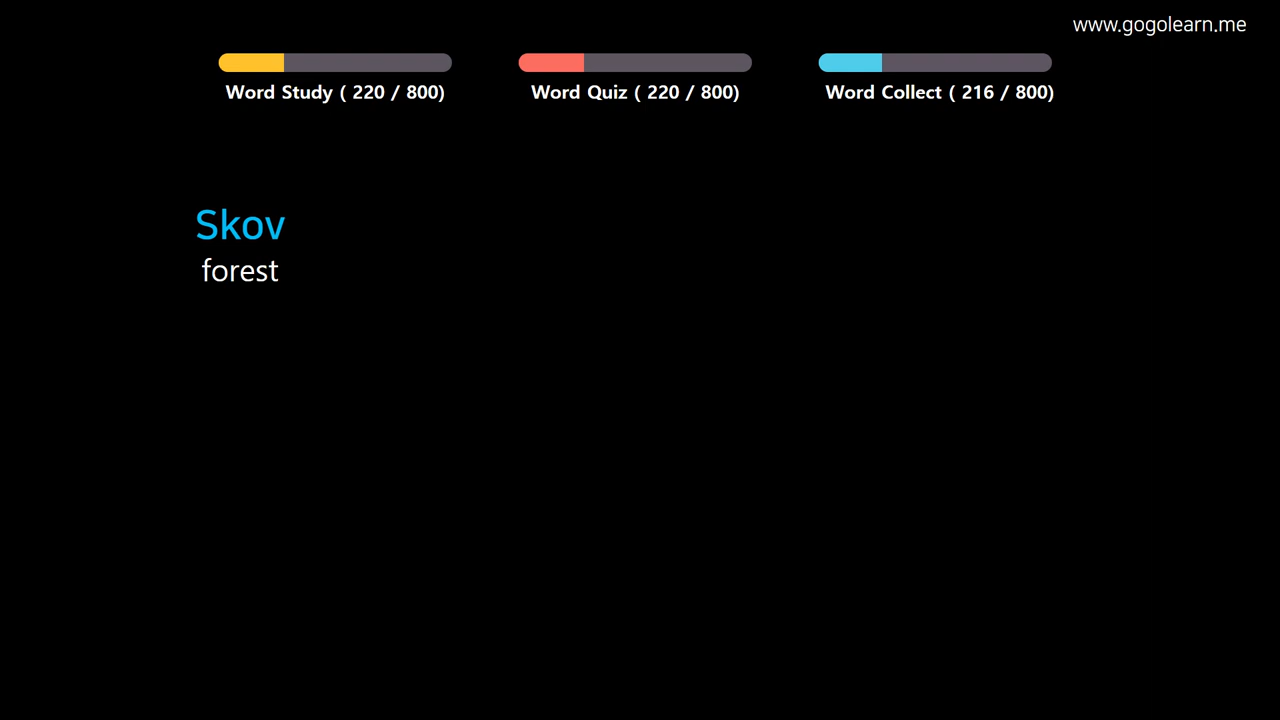 www.gogolearn.me
Word Study ( 220 / 800)
Word Quiz ( 220 / 800)
Word Collect ( 216 / 800)
Skov
forest